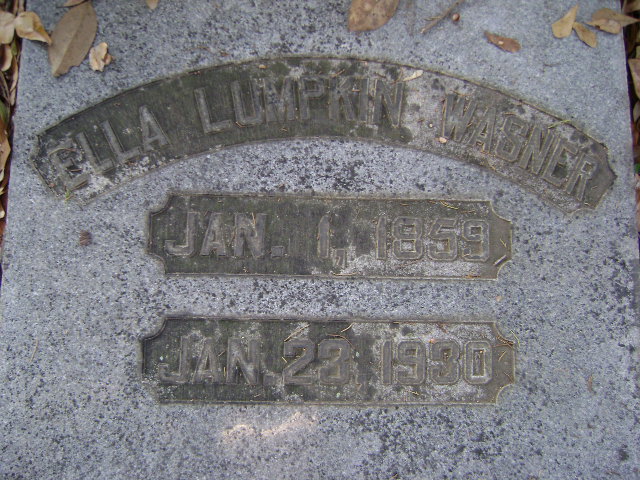 ELLA LUMPKIN WAGNER
JAN. 1, 1859
JAN. 23, 1930